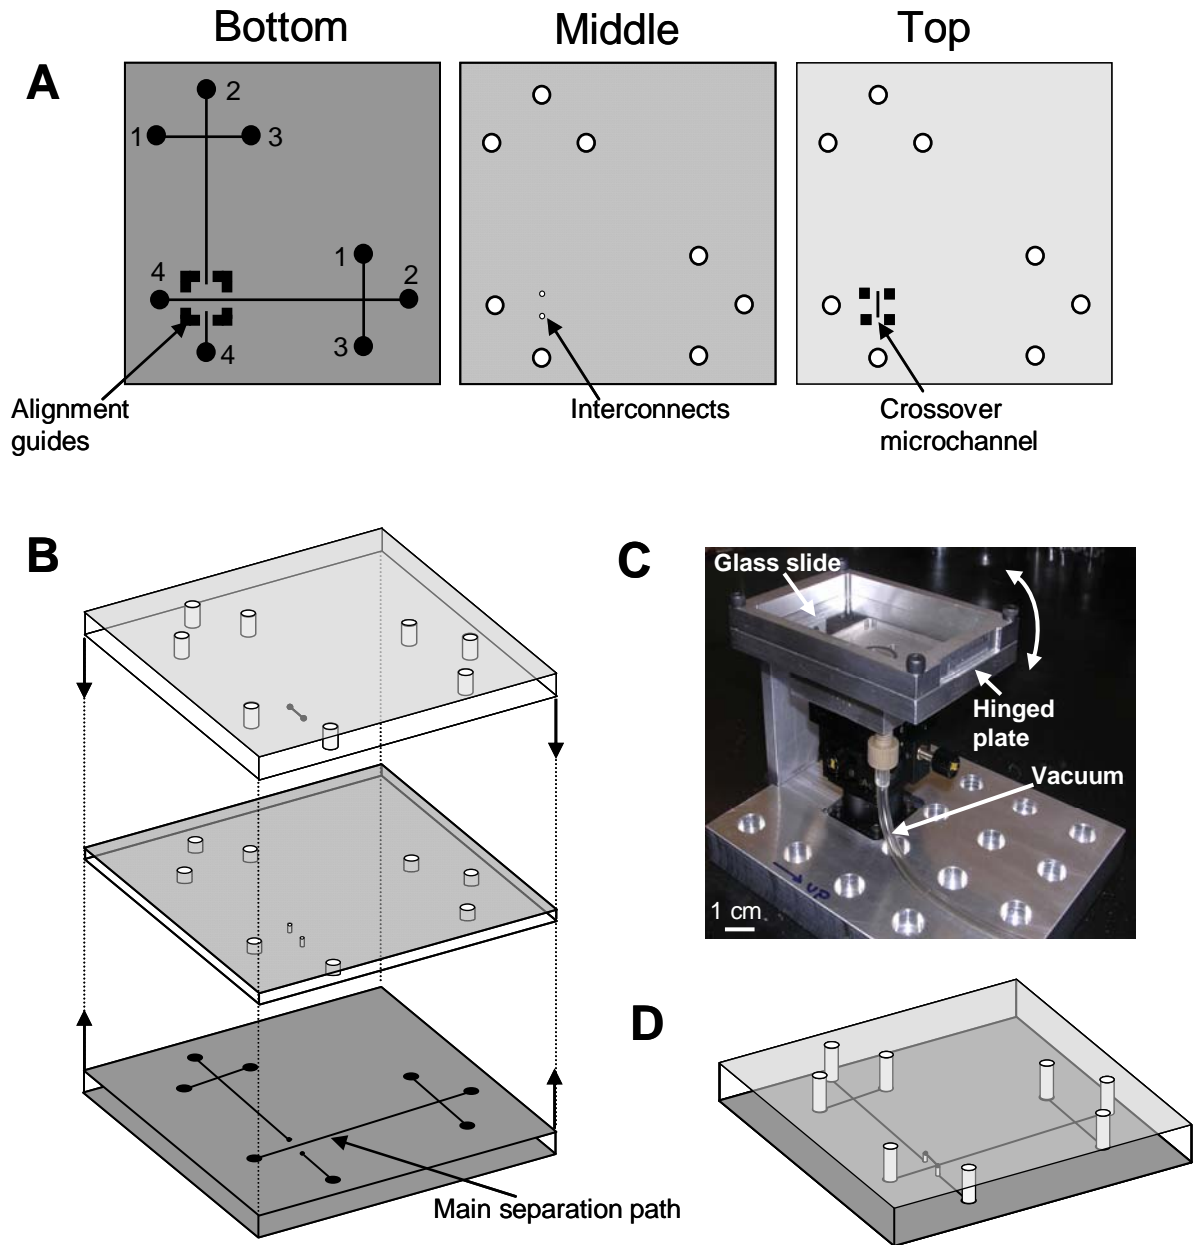 Bottom
Middle
Top
A
2
1
3
4
1
2
3
4
Alignment
guides
Interconnects
Crossover
microchannel
B
C
Glass slide
Hinged
plate
Vacuum
UP
1 cm
D
Main separation path